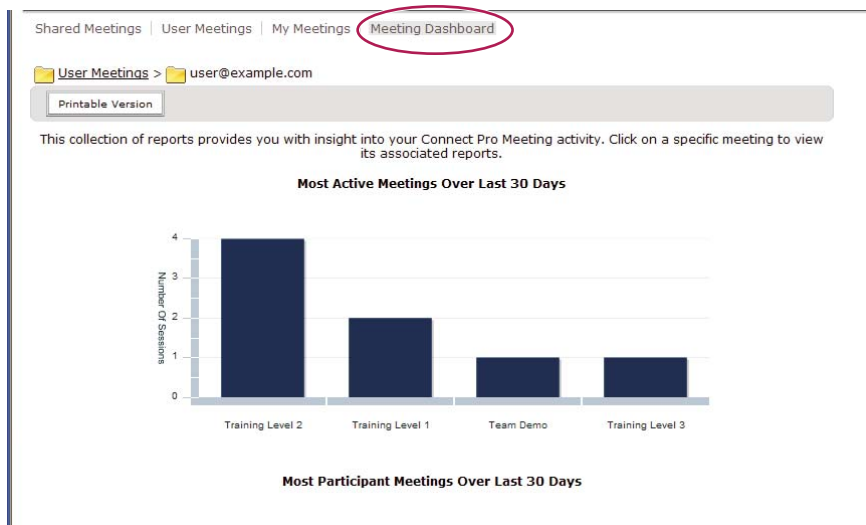 Shared Meetings | User Meetings | My Meetings | Meeting Dashboard
User Meetings > user@example.com
Printable Version
This collection of reports provides you with insight into your Connect Pro Meeting activity. Click on a specific meeting to view
its associated reports.
Most Active Meetings Over Last 30 Days
Number Of Sessions
4
3
2
1
0
Training Level 2
Training Level 1
Team Demo
Training Level 3
Most Participant Meetings Over Last 30 Days